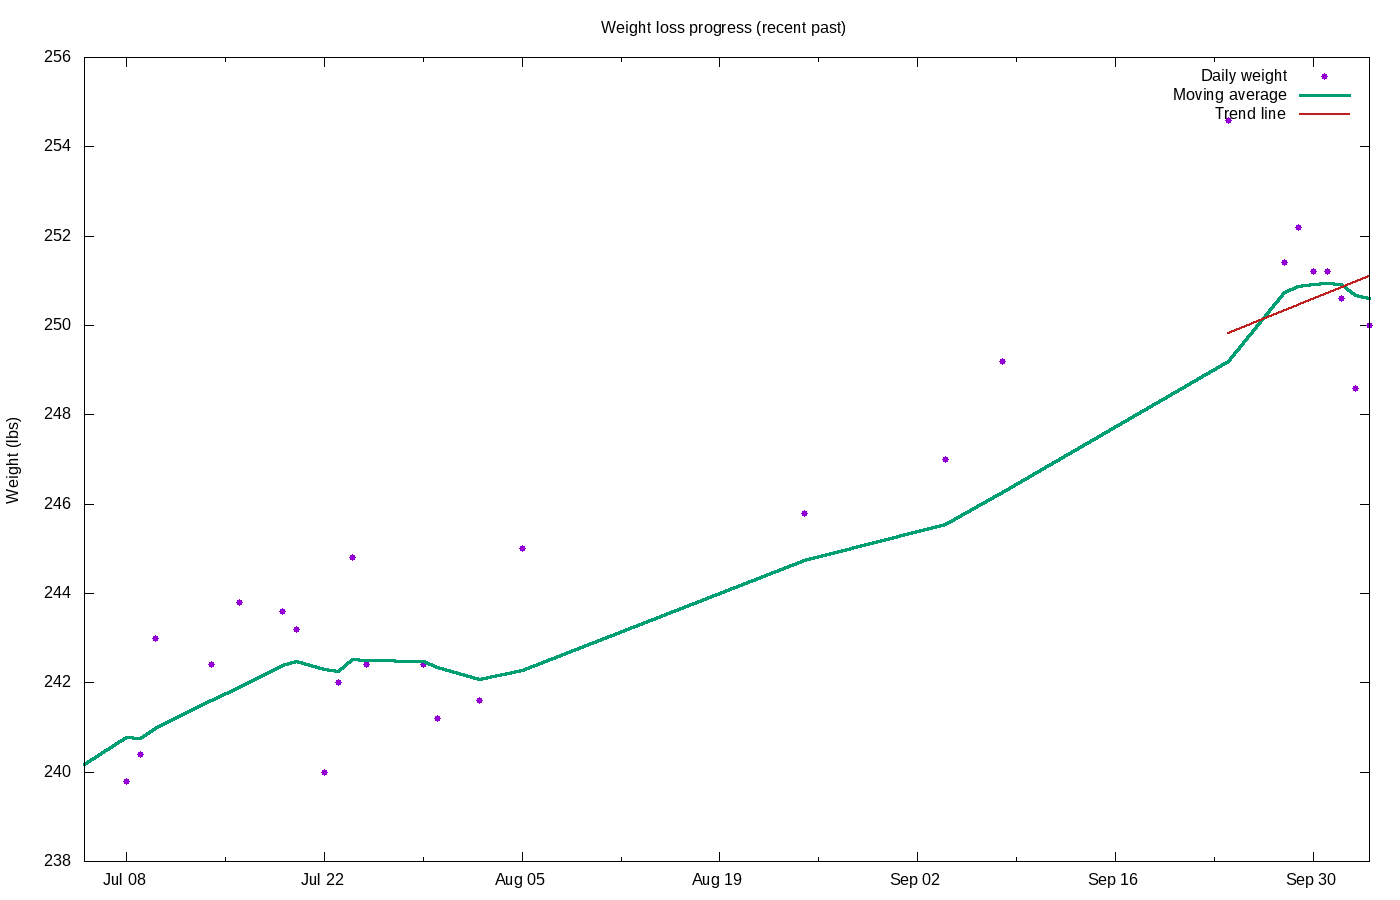 Weight loss progress (recent past)
256
254
252
250
248
246
244
242
240
238
Weight (lbs)
Daily weight
Moving average
Trend line
Jul 08 Jul 22 Aug 05 Aug 19 Sep 02 Sep 16 Sep 30